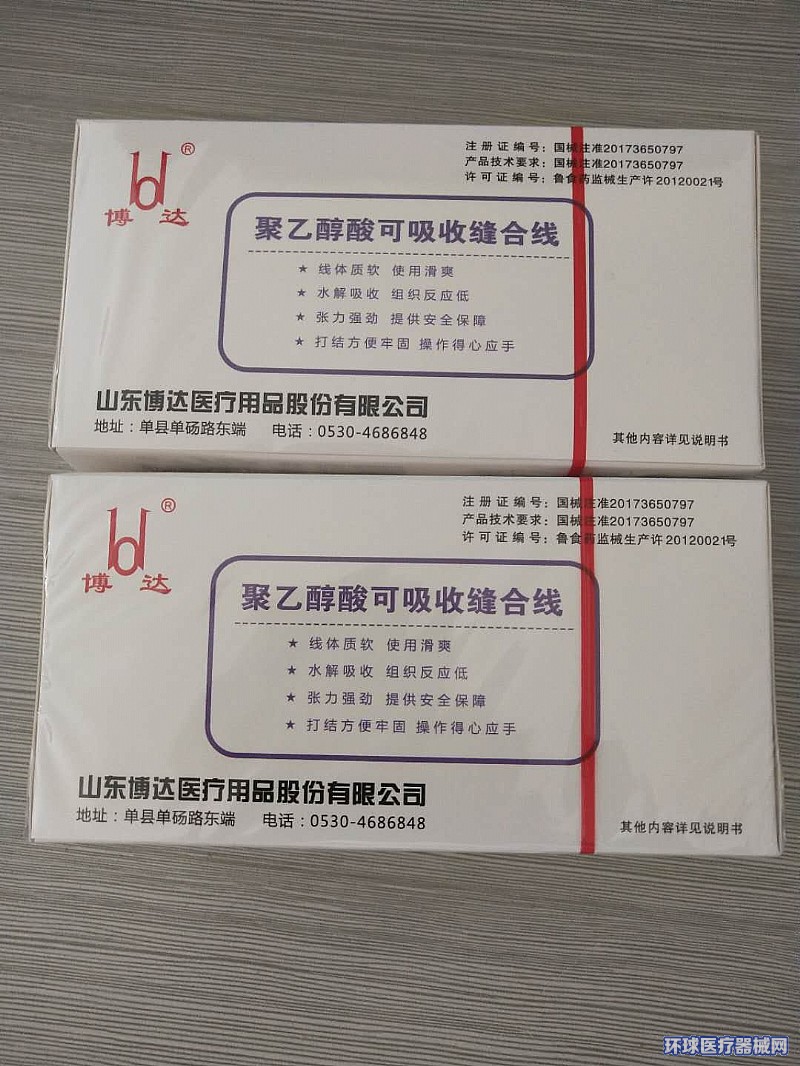 博达®
注册证编号：国械注准20173650797
产品技术要求：国械注准20173650797
许可证编号：鲁食药监械生产许20120021号
聚乙醇酸可吸收缝合线
★ 线体质软 使用滑爽
★ 水解吸收 组织反应低
★ 张力强劲 提供安全保障
★ 打结方便牢固 操作得心应手
山东博达医疗用品股份有限公司
地址：单县单砀路东端 电话：0530-4686848
其他内容详见说明书
博达®
注册证编号：国械注准20173650797
产品技术要求：国械注准20173650797
许可证编号：鲁食药监械生产许20120021号
聚乙醇酸可吸收缝合线
★ 线体质软 使用滑爽
★ 水解吸收 组织反应低
★ 张力强劲 提供安全保障
★ 打结方便牢固 操作得心应手
山东博达医疗用品股份有限公司
地址：单县单砀路东端 电话：0530-4686848
其他内容详见说明书
环球医疗器械网